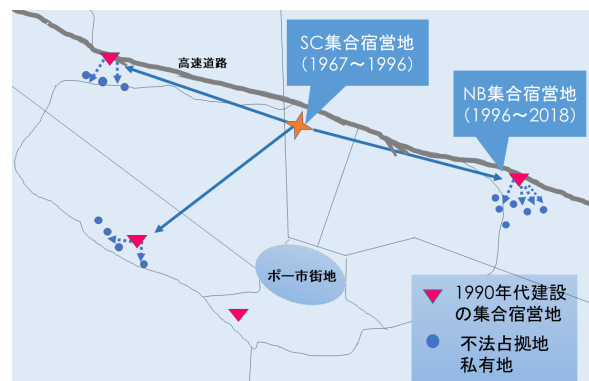 SC集合宿営地
（1967～1996）
高速道路
NB集合宿営地
（1996～2018）
ポー市街地
1990年代建設
の集合宿営地
不法占拠地
私有地